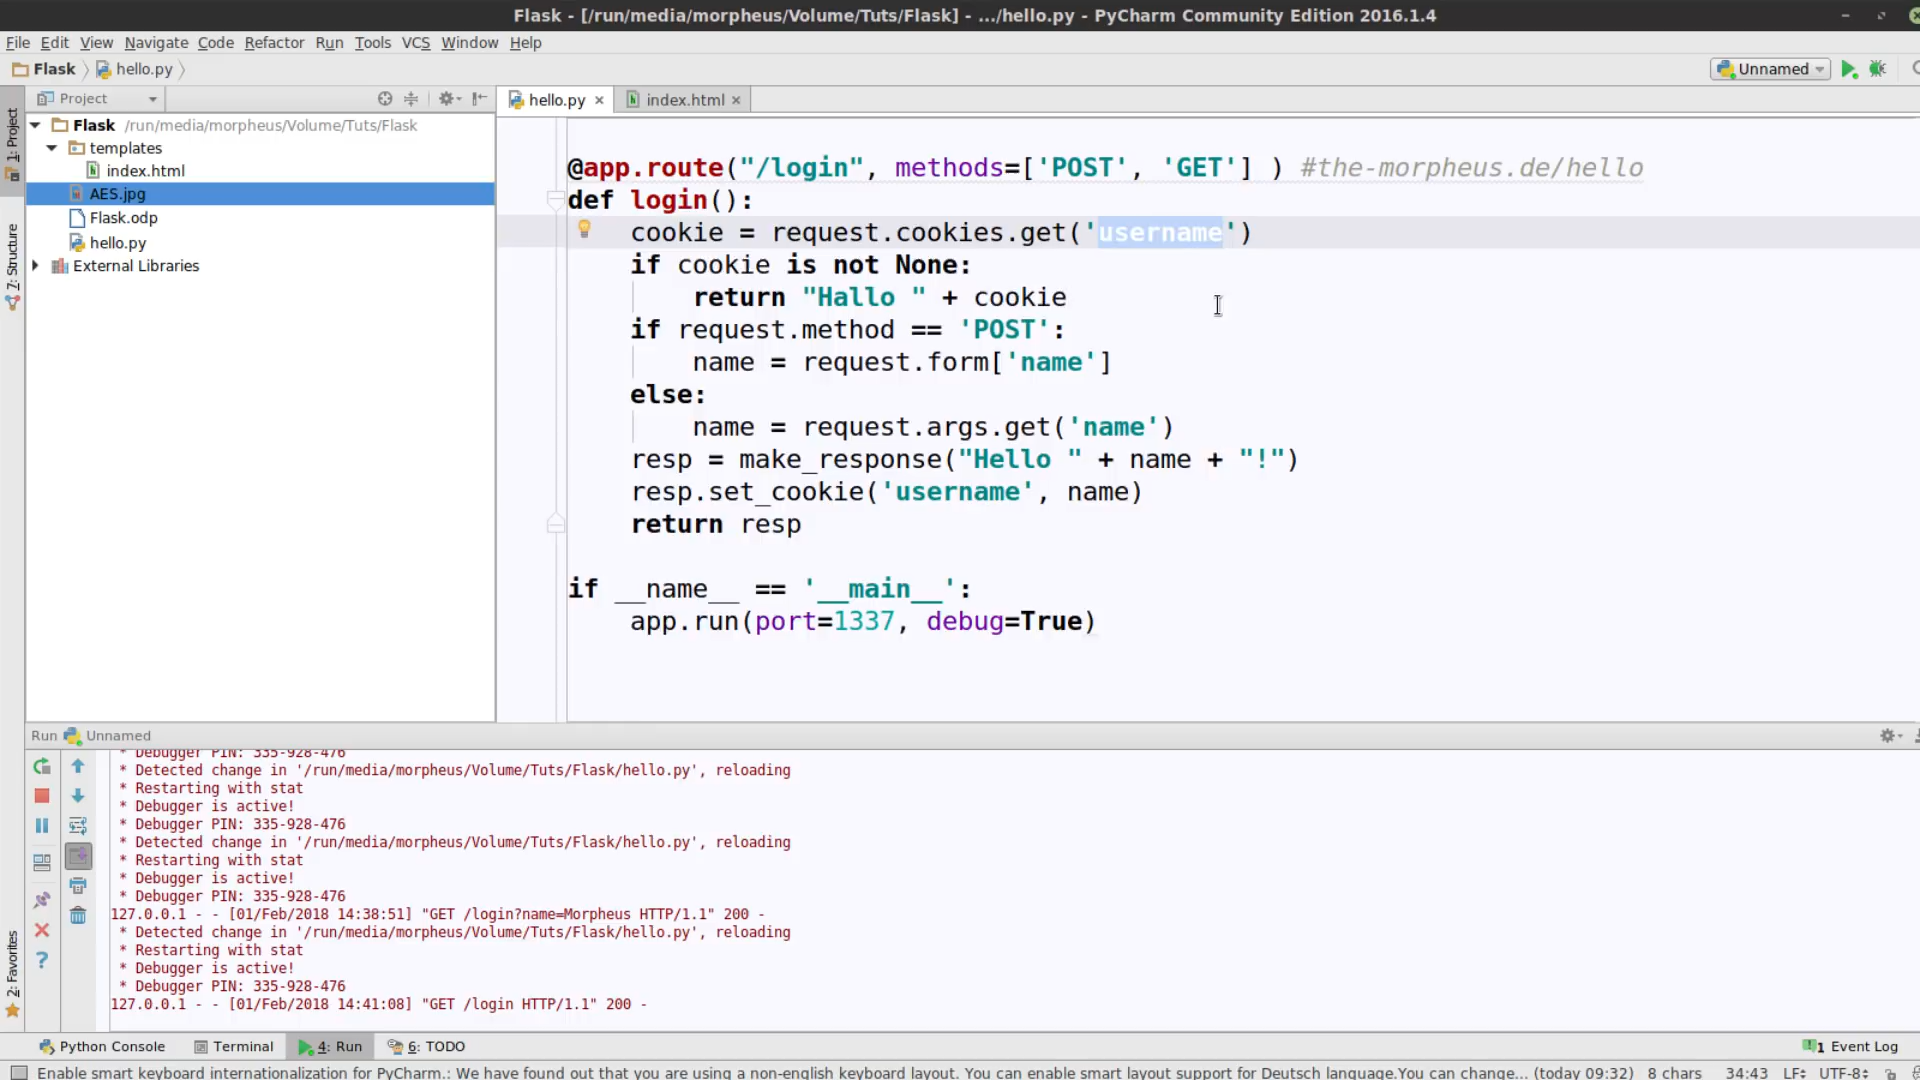 Flask - [/run/media/morpheus/Volume/Tuts/Flask] - .../hello.py - PyCharm Community Edition 2016.1.4
File Edit View Navigate Code Refactor Run Tools VCS Window Help
Flask hello.py Unnamed
Project
hello.py index.html
Flask /run/media/morpheus/Volume/Tuts/Flask
templates
index.html
AES.jpg
Flask.odp
hello.py
External Libraries
1: Project
7: Structure
2: Favorites
@app.route("/login", methods=['POST', 'GET'] ) #the-morpheus.de/hello
def login():
    cookie = request.cookies.get('username')
    if cookie is not None:
        return "Hallo " + cookie
    if request.method == 'POST':
        name = request.form['name']
    else:
        name = request.args.get('name')
    resp = make_response("Hello " + name + "!")
    resp.set_cookie('username', name)
    return resp
if __name__ == '__main__':
    app.run(port=1337, debug=True)
Run Unnamed
* Debugger PIN: 335-928-476
* Detected change in '/run/media/morpheus/Volume/Tuts/Flask/hello.py', reloading
* Restarting with stat
* Debugger is active!
* Debugger PIN: 335-928-476
* Detected change in '/run/media/morpheus/Volume/Tuts/Flask/hello.py', reloading
* Restarting with stat
* Debugger is active!
* Debugger PIN: 335-928-476
127.0.0.1 - - [01/Feb/2018 14:38:51] "GET /login?name=Morpheus HTTP/1.1" 200 -
* Detected change in '/run/media/morpheus/Volume/Tuts/Flask/hello.py', reloading
* Restarting with stat
* Debugger is active!
* Debugger PIN: 335-928-476
127.0.0.1 - - [01/Feb/2018 14:41:08] "GET /login HTTP/1.1" 200 -
Python Console Terminal 4: Run 6: TODO 1 Event Log
Enable smart keyboard internationalization for PyCharm.: We have found out that you are using a non-english keyboard layout. You can enable smart layout support for Deutsch language.You can change... (today 09:32) 8 chars 34:43 LF÷ UTF-8÷